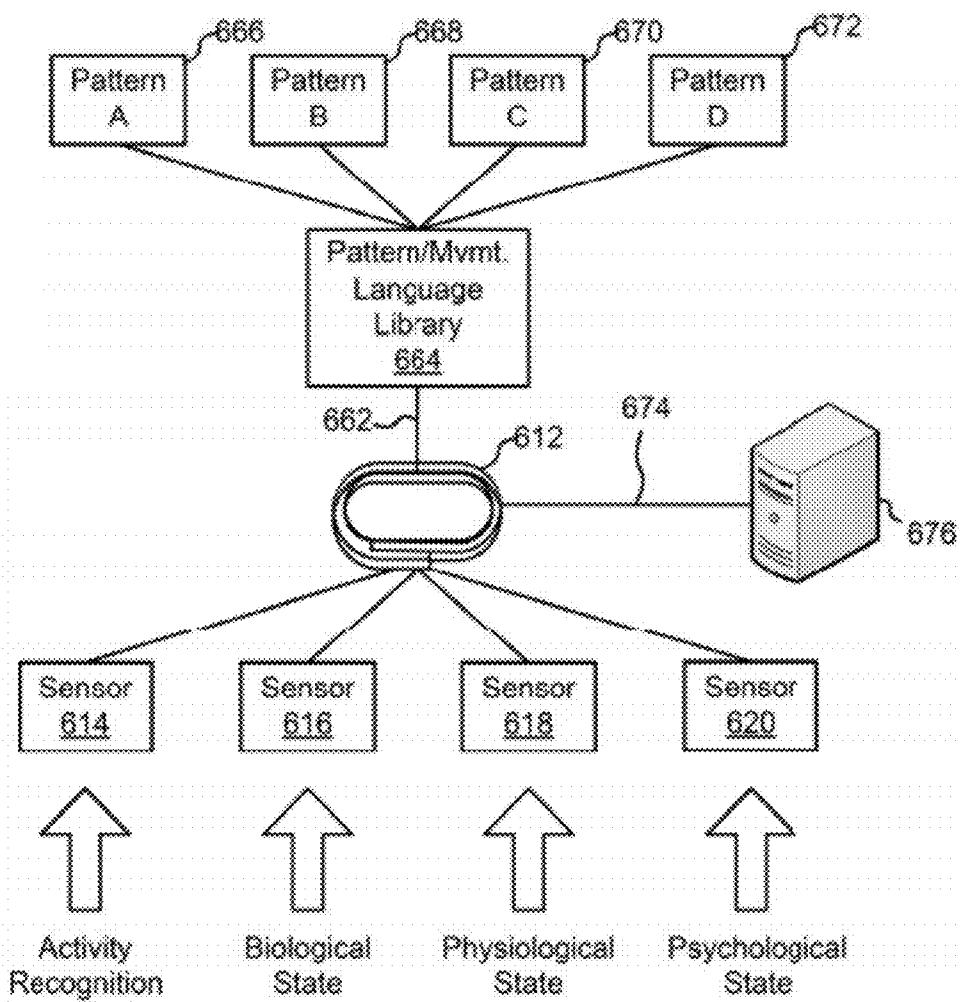 666 668 670 672
Pattern Pattern Pattern Pattern
A B C D
Pattern/Mvmt.
Language
Library
664
662 674
612
676
Sensor Sensor Sensor Sensor
614 616 618 620
Activity Biological Physiological Psychological
Recognition State State State